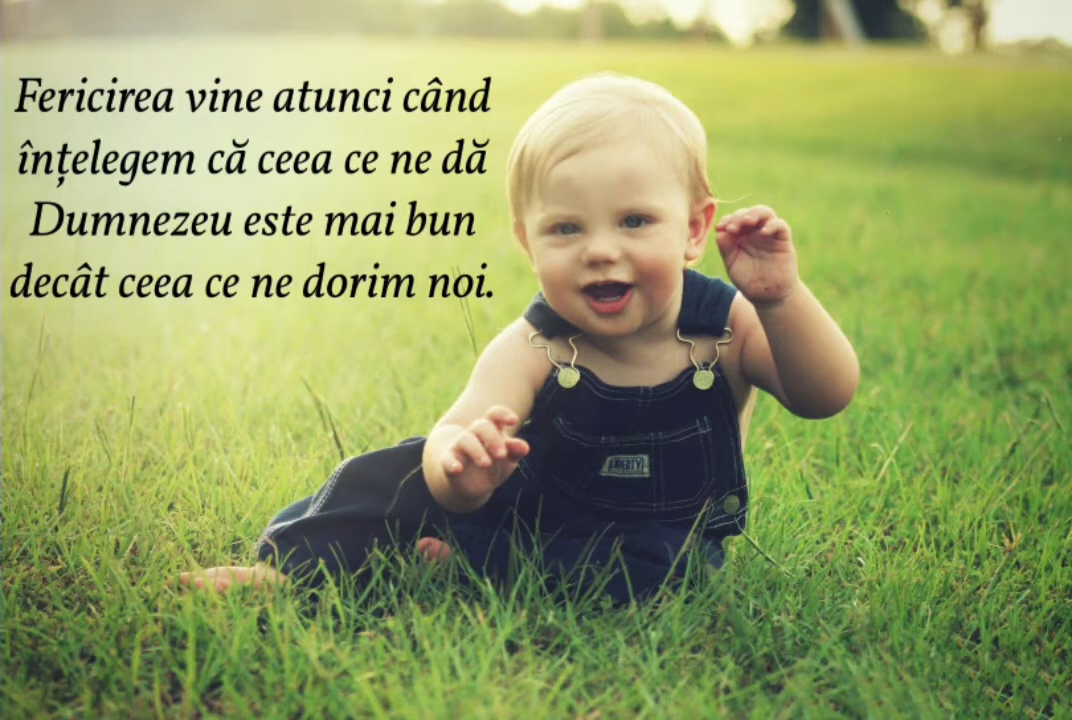 Fericirea vine atunci când
înțelegem că ceea ce ne dă
Dumnezeu este mai bun
decât ceea ce ne dorim noi.
LIBERTY